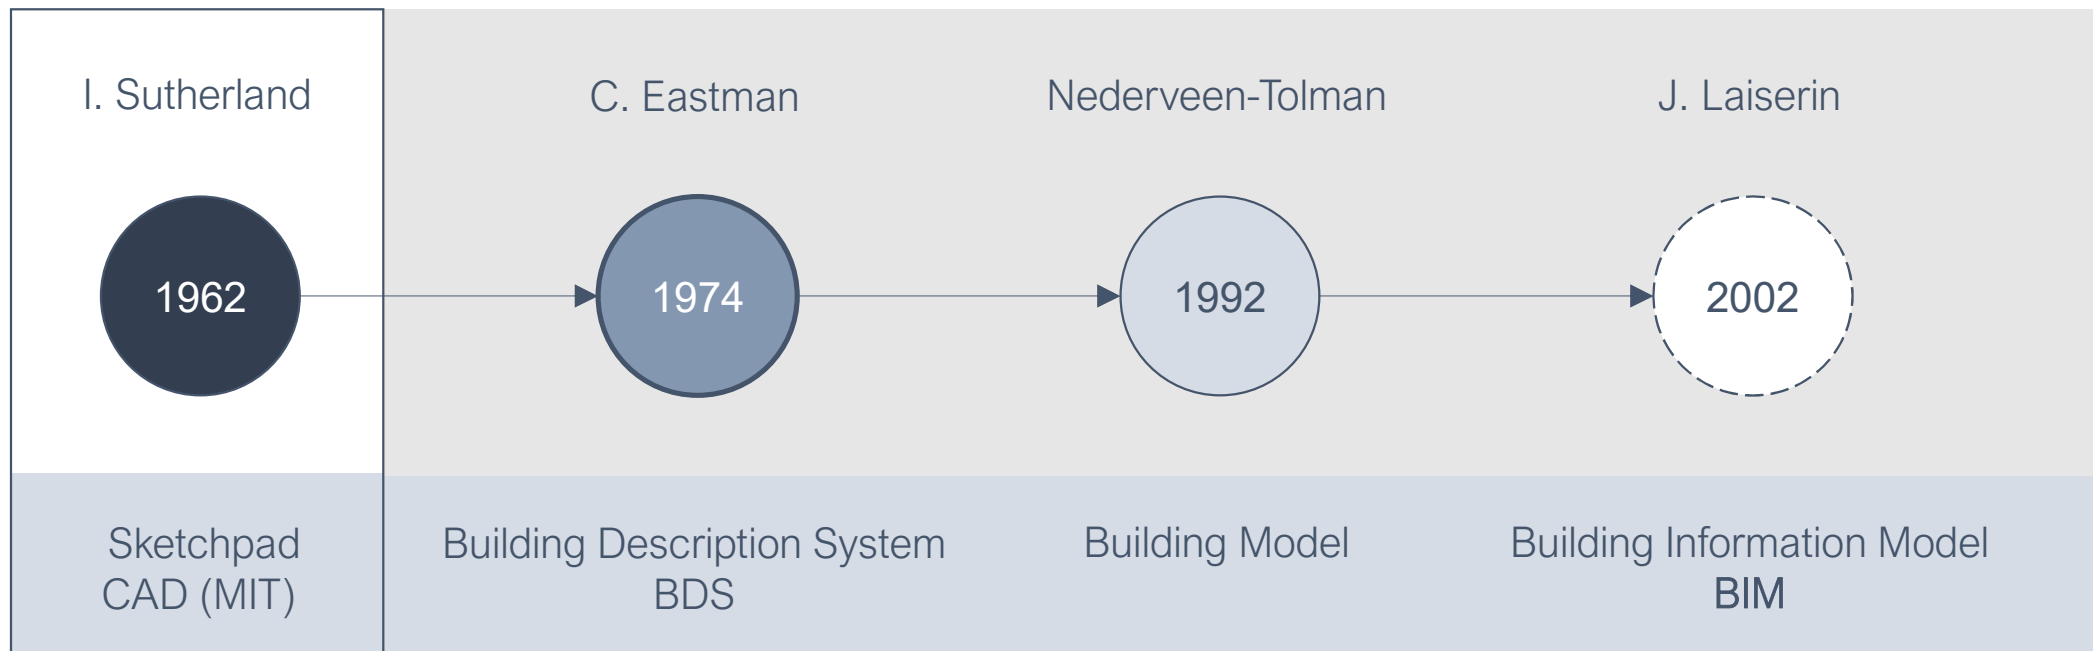 I. Sutherland
C. Eastman
Nederveen-Tolman
J. Laiserin
1962
1974
1992
2002
Sketchpad
CAD (MIT)
Building Description System
BDS
Building Model
Building Information Model
BIM